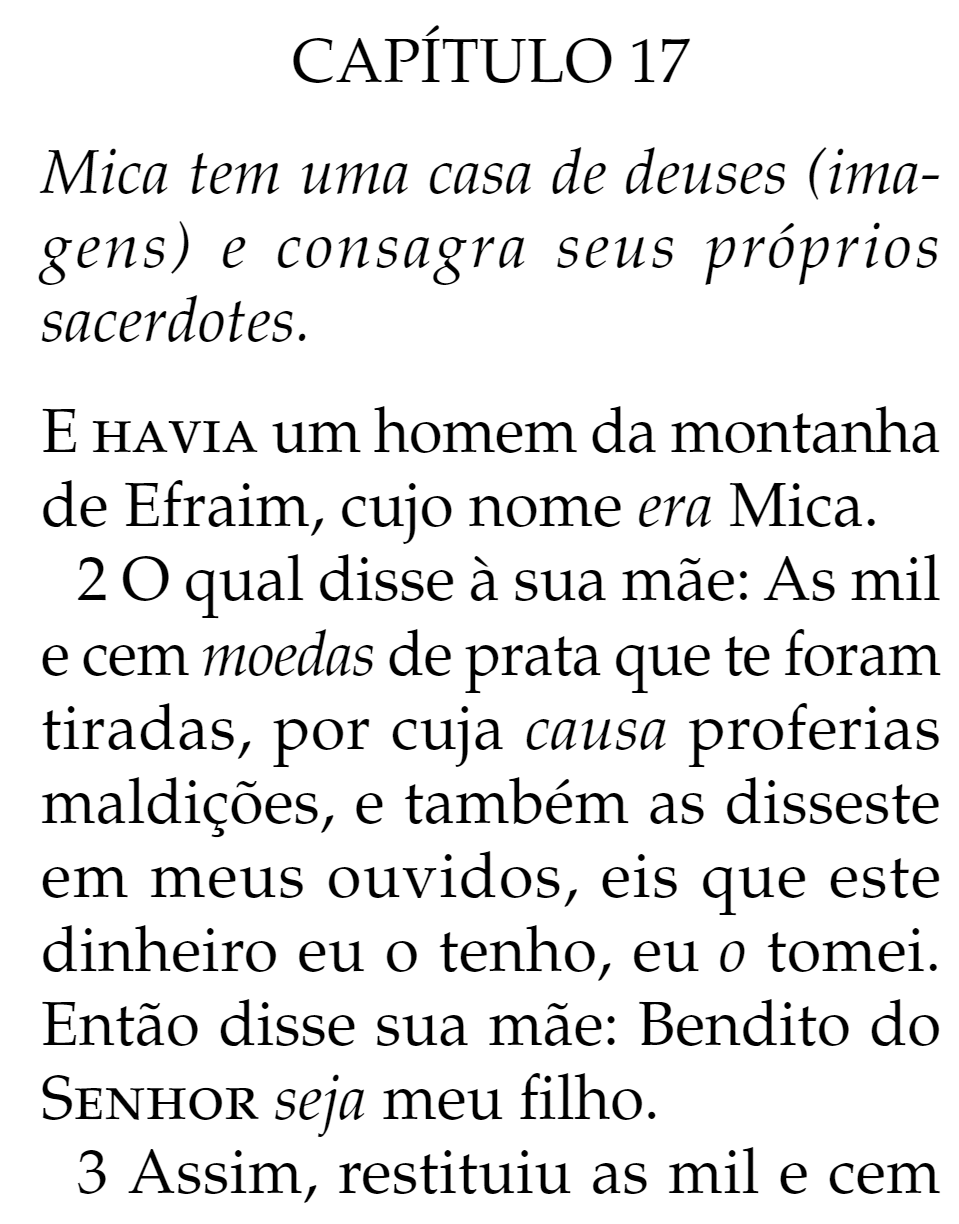 CAPÍTULO 17
Mica tem uma casa de deuses (ima-
gens) e consagra seus próprios
sacerdotes.
E HAVIA um homem da montanha
de Efraim, cujo nome era Mica.
2 O qual disse à sua mãe: As mil
e cem moedas de prata que te foram
tiradas, por cuja causa proferias
maldições, e também as disseste
em meus ouvidos, eis que este
dinheiro eu o tenho, eu o tomei.
Então disse sua mãe: Bendito do
SENHOR seja meu filho.
3 Assim, restituiu as mil e cem